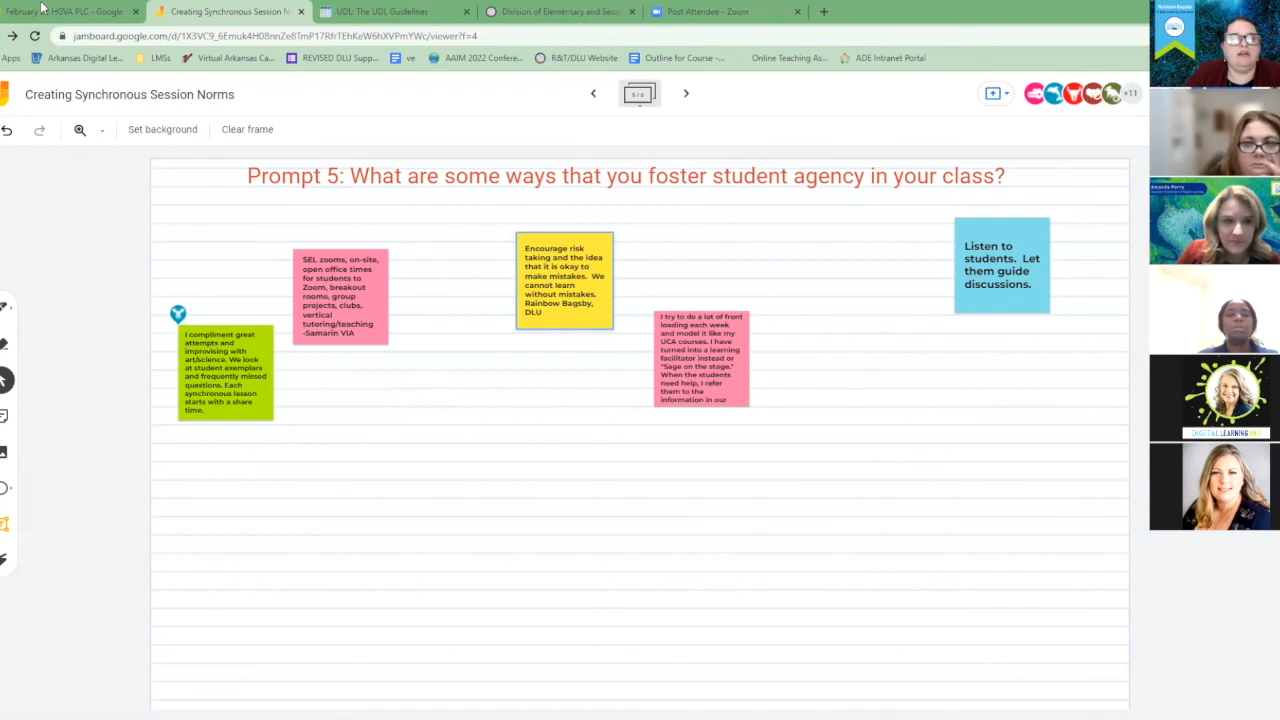 February HGVA PLC - Google
Creating Synchronous Session N
UDL: The UDL Guidelines
Division of Elementary and Secon
Post Attendee - Zoom
jamboard.google.com/d/1X3VC9_6Emuk4H08nnZe8TmP17RfrTEhKeW6hXVPmYWc/viewer?
Apps
Arkansas Digital Le...
LMSs
Virtual Arkansas Ca...
REVISED DLU Supp...
ve
AAIM 2022 Confere...
R&T/DLU Website
Outline for Course -...
Online Teaching As...
ADE Intranet Portal
Creating Synchronous Session Norms
5 / 6
+11
Set background
Clear frame
Prompt 5: What are some ways that you foster student agency in your class?
I compliment great
attempts and
improvising with
art/science. We look
at student exemplars
and frequently missed
questions. Each
synchronous lesson
starts with a share
time.
SEL zooms, on-site,
open office times
for students to
Zoom, breakout
rooms, group
projects, clubs,
vertical
tutoring/teaching
-Samarin VIA
Encourage risk
taking and the idea
that it is okay to
make mistakes. We
cannot learn
without mistakes.
Rainbow Bagsby,
DLU
I try to do a lot of front
loading each week
and model it like my
UCA courses. I have
turned into a learning
facilitator instead or
"Sage on the stage."
When the students
need help, I refer
them to the
information in our
Listen to
students. Let
them guide
discussions.
Amanda Perry
DIGITAL LEARNING